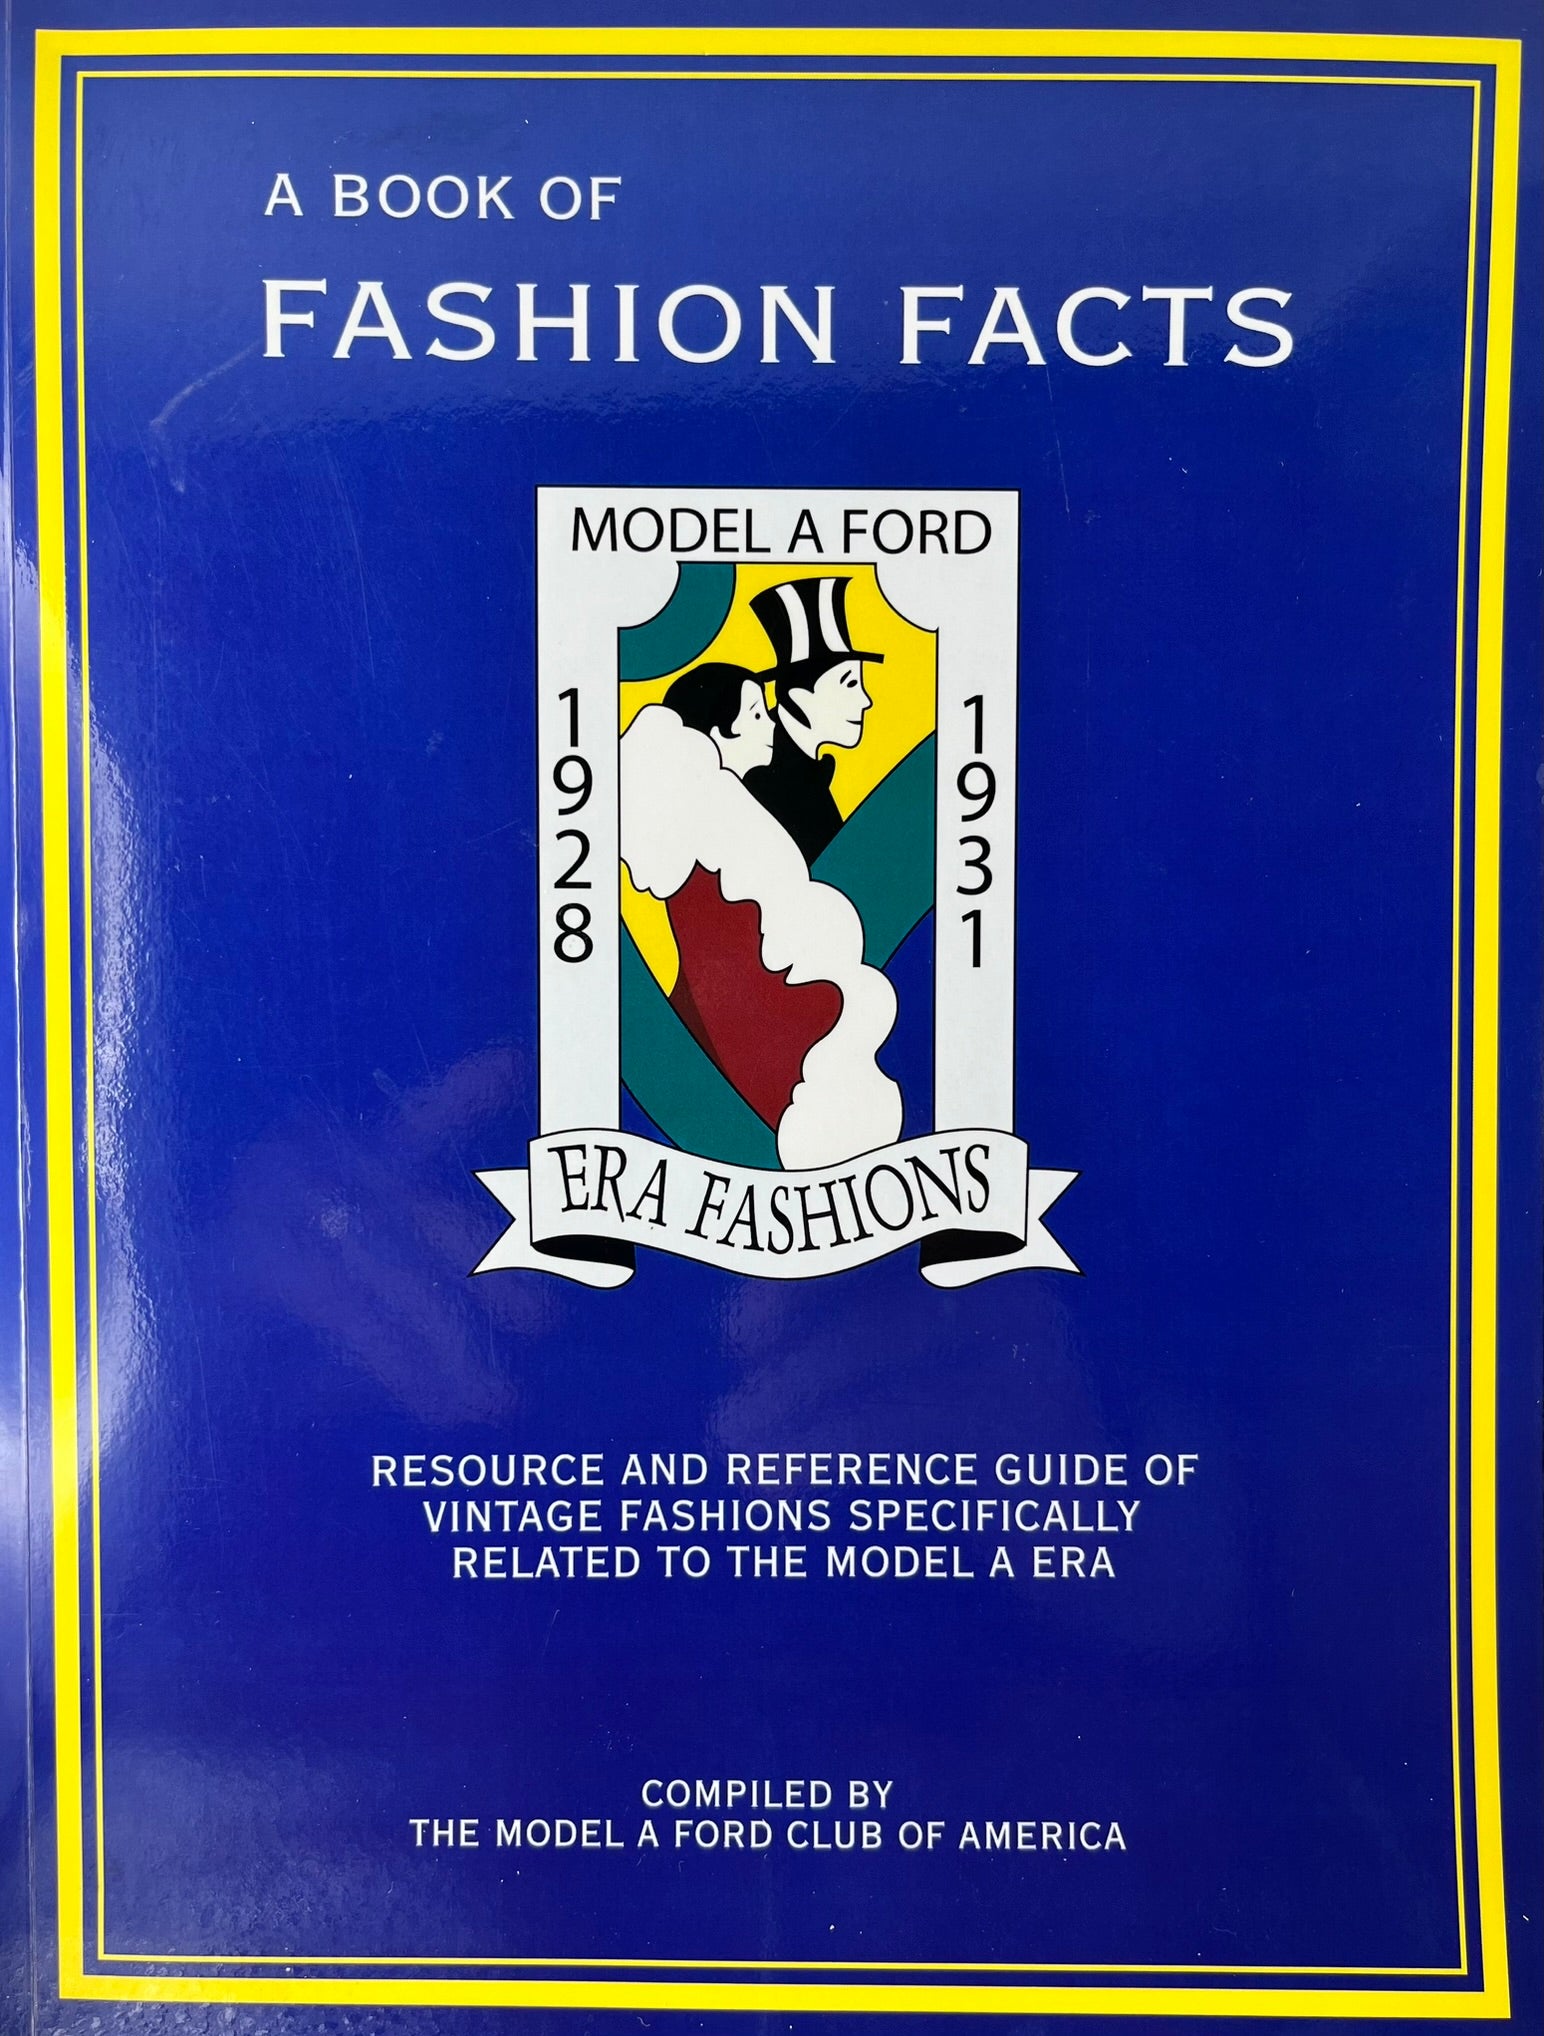 A BOOK OF
FASHION FACTS
MODEL A FORD
1928
1931
ERA FASHIONS
RESOURCE AND REFERENCE GUIDE OF
VINTAGE FASHIONS SPECIFICALLY
RELATED TO THE MODEL A ERA
COMPILED BY
THE MODEL A FORD CLUB OF AMERICA